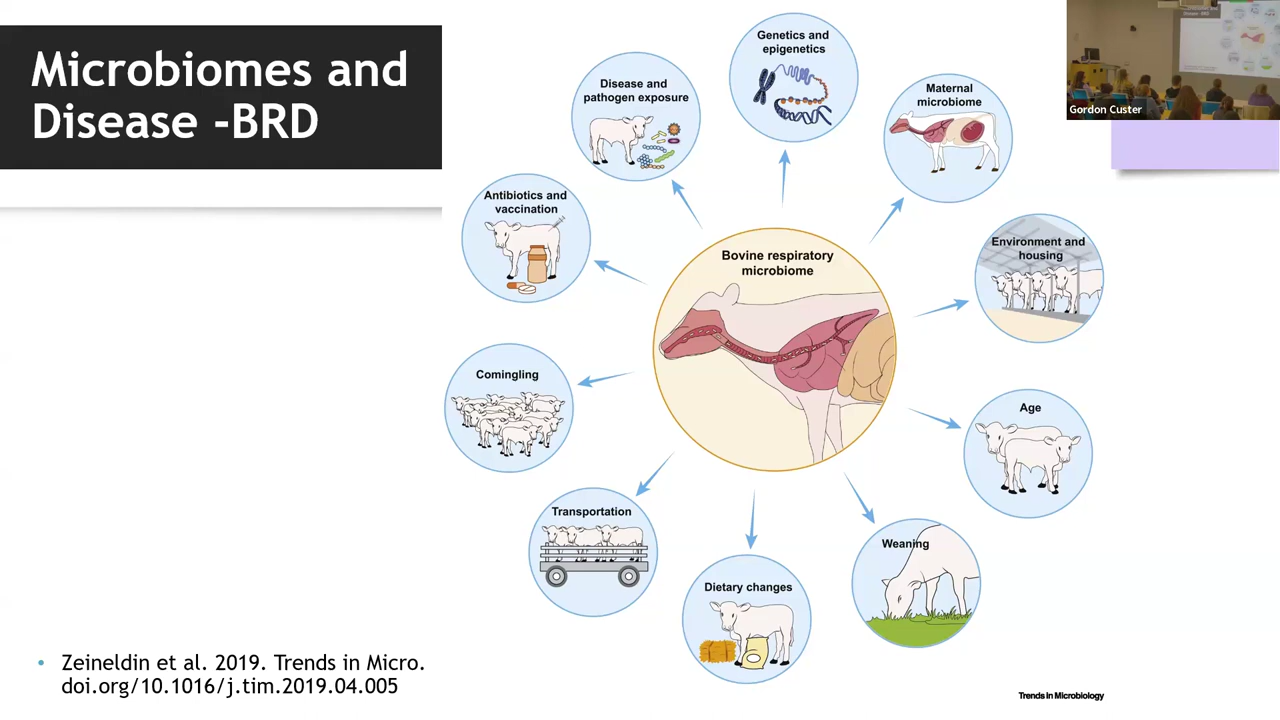 Microbiomes and
Disease -BRD
Genetics and
epigenetics
Disease and
pathogen exposure
Maternal
microbiome
Antibiotics and
vaccination
Environment and
housing
Bovine respiratory
microbiome
Comingling
Age
Transportation
Weaning
Dietary changes
• Zeineldin et al. 2019. Trends in Micro.
doi.org/10.1016/j.tim.2019.04.005
Trends in Microbiology
Gordon Custer
Disease -BRD